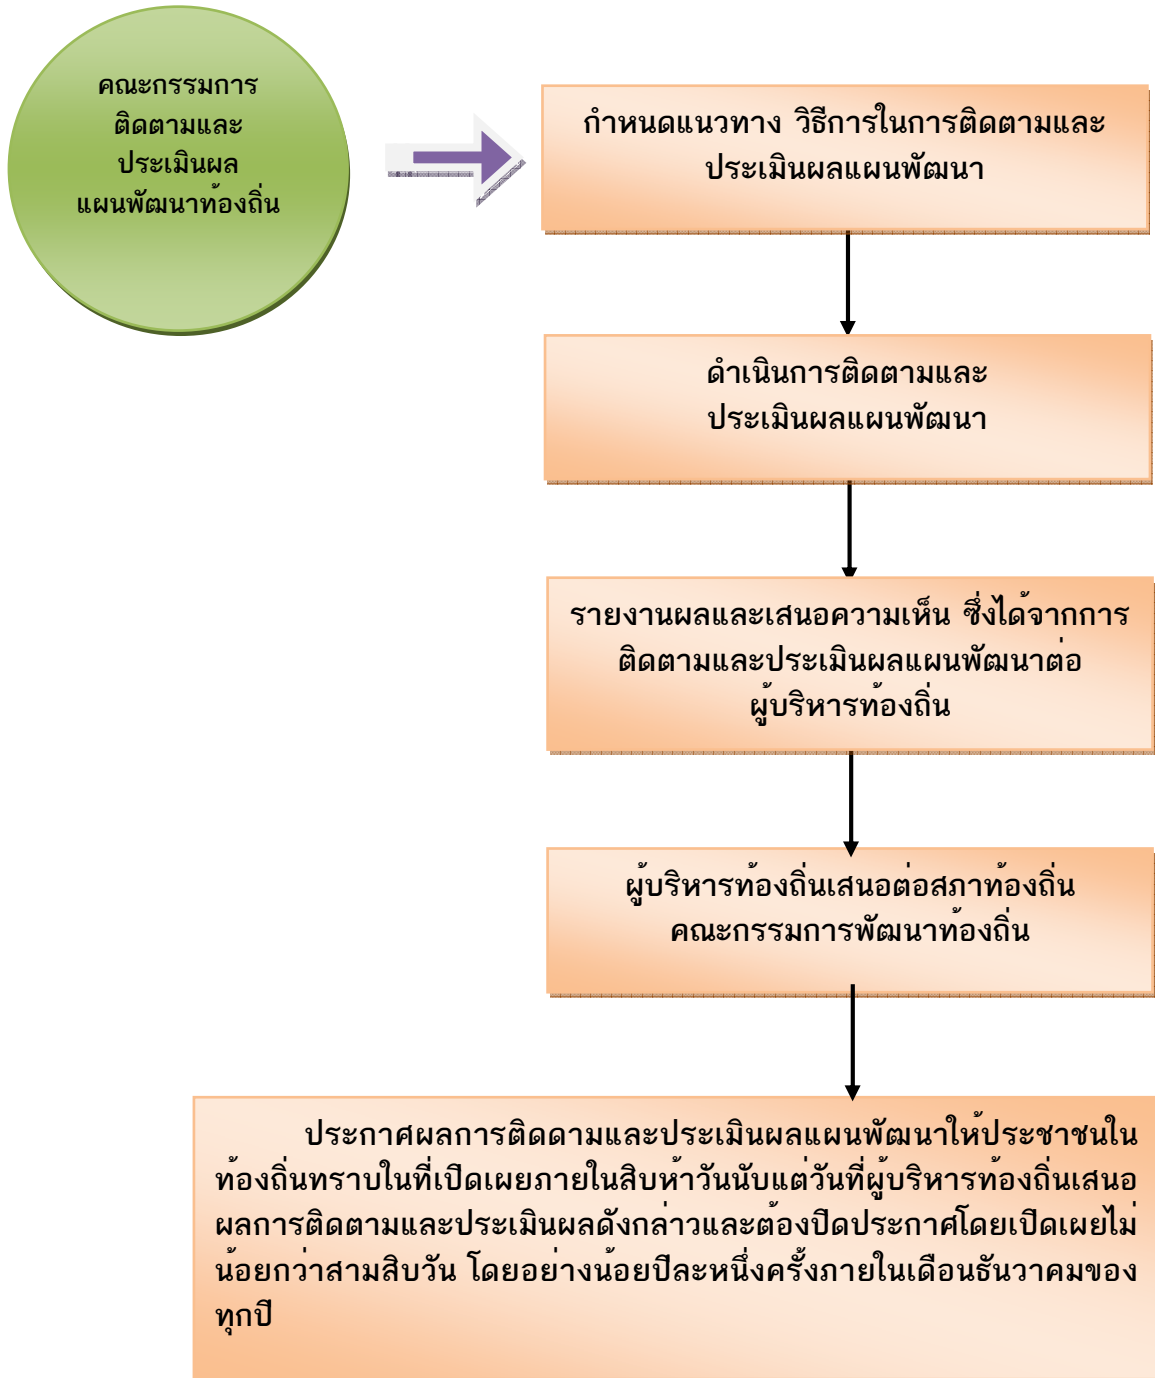 คณะกรรมการ
ติดตามและ
ประเมินผล
แผนพัฒนาท้องถิ่น
กำหนดแนวทาง วิธีการในการติดตามและ
ประเมินผลแผนพัฒนา
ดำเนินการติดตามและ
ประเมินผลแผนพัฒนา
รายงานผลและเสนอความเห็น ซึ่งได้จากการ
ติดตามและประเมินผลแผนพัฒนาต่อ
ผู้บริหารท้องถิ่น
ผู้บริหารท้องถิ่นเสนอต่อสภาท้องถิ่น
คณะกรรมการพัฒนาท้องถิ่น
ประกาศผลการติดดามและประเมินผลแผนพัฒนาให้ประชาชนใน
ท้องถิ่นทราบในที่เปิดเผยภายในสิบห้าวันนับแต่วันที่ผู้บริหารท้องถิ่นเสนอ
ผลการติดตามและประเมินผลดังกล่าวและต้องปิดประกาศโดยเปิดเผยไม่
น้อยกว่าสามสิบวัน โดยอย่างน้อยปีละหนึ่งครั้งภายในเดือนธันวาคมของ
ทุกปี